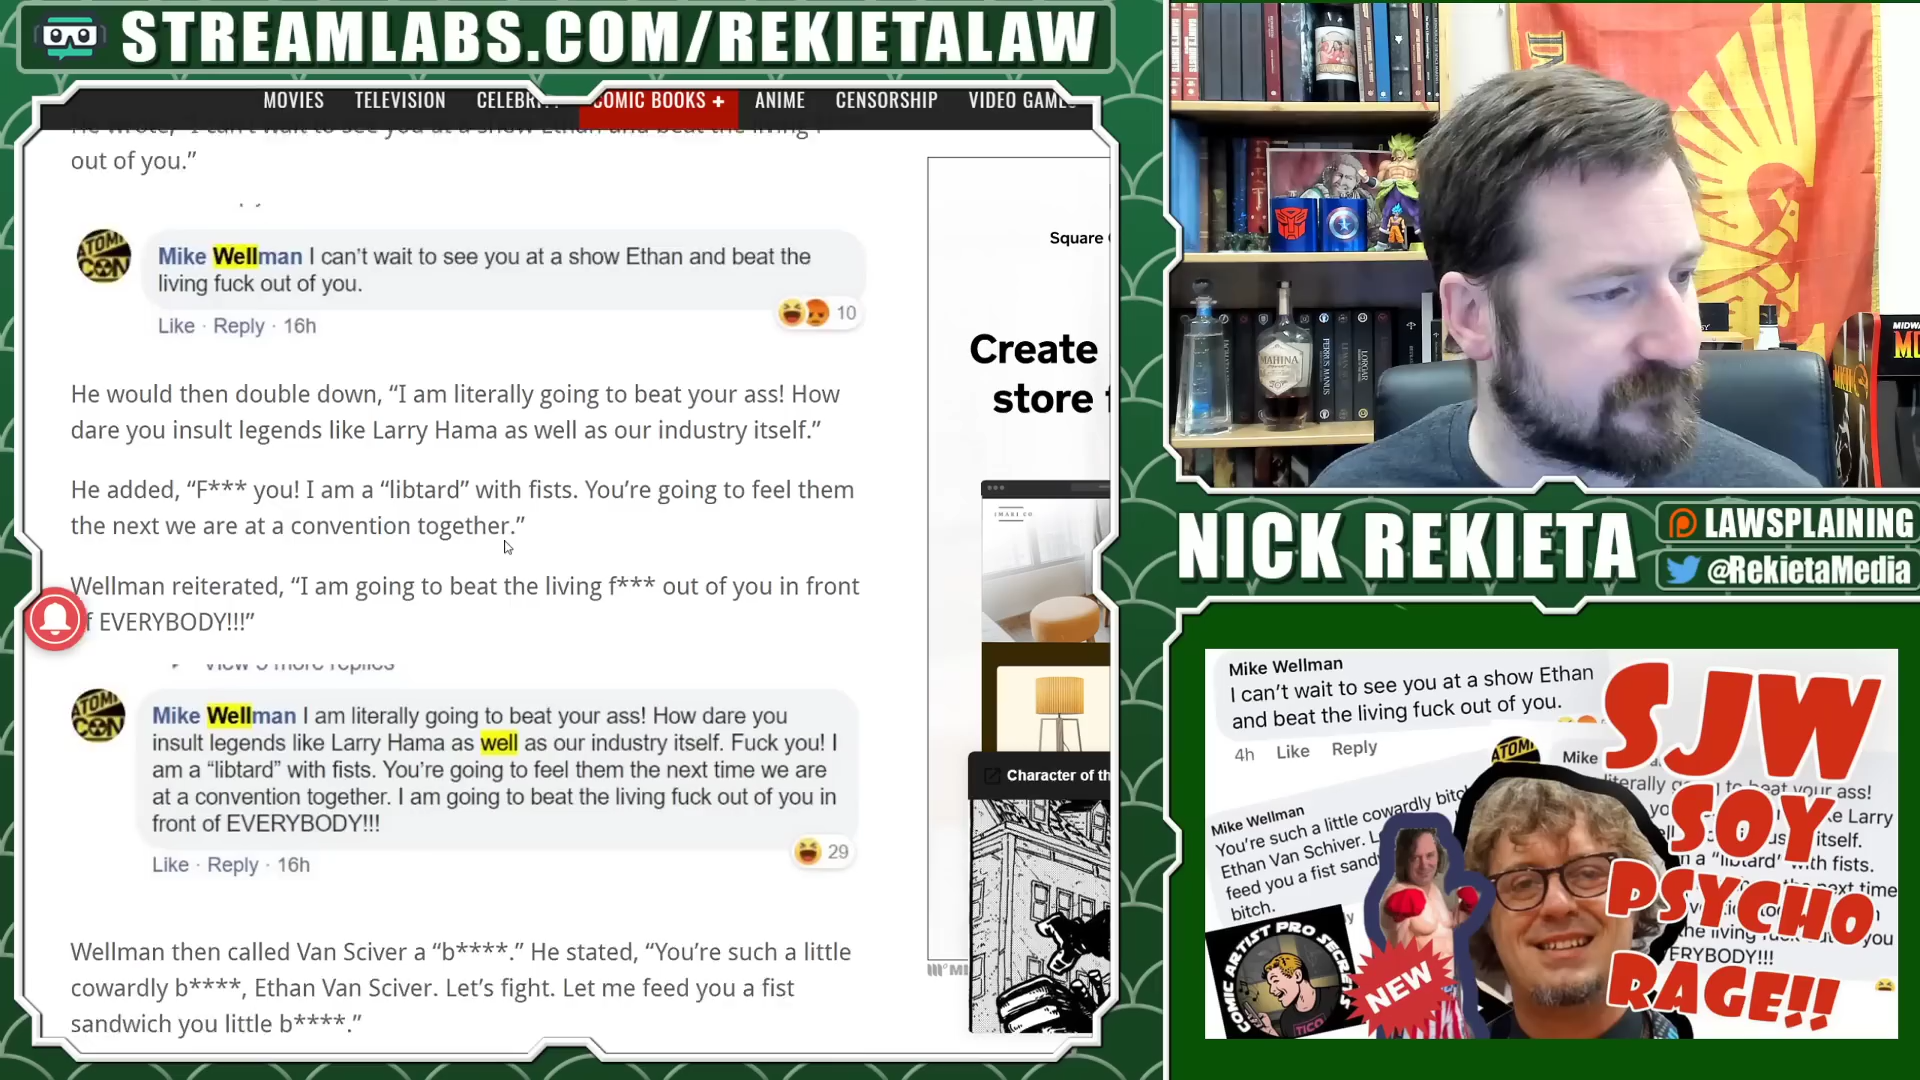 STREAMLABS.COM/REKIETALAW
MOVIES TELEVISION COMIC BOOKS + ANIME CENSORSHIP
out of you.”
Mike Wellman I can’t wait to see you at a show Ethan and beat the
living fuck out of you.
Like · Reply · 16h
10
He would then double down, “I am literally going to beat your ass! How
dare you insult legends like Larry Hama as well as our industry itself.”
He added, “F*** you! I am a “libtard” with fists. You’re going to feel them
the next we are at a convention together.”
Wellman reiterated, “I am going to beat the living f*** out of you in front
EVERYBODY!!!”
Mike Wellman I am literally going to beat your ass! How dare you
insult legends like Larry Hama as well as our industry itself. Fuck you! I
am a “libtard” with fists. You’re going to feel them the next time we are
at a convention together. I am going to beat the living fuck out of you in
front of EVERYBODY!!!
Like · Reply · 16h
29
Wellman then called Van Sciver a “b****.” He stated, “You’re such a little
cowardly b****, Ethan Van Sciver. Let’s fight. Let me feed you a fist
sandwich you little b****.”
Square
Create
store
Character of
MAHINA
NICK REKIETA
LAWSPLAINING
@RekietaMedia
Mike Wellman
I can’t wait to see you at a show Ethan
and beat the living fuck out of you.
4h Like Reply
Mike Wellman
You’re such a little cowardly
Ethan Van Schiver.
feed you a fist
bitch.
SJW
SOY
PSYCHO
RAGE!!
COMIC ARTIST PRO SECRETS
NEW